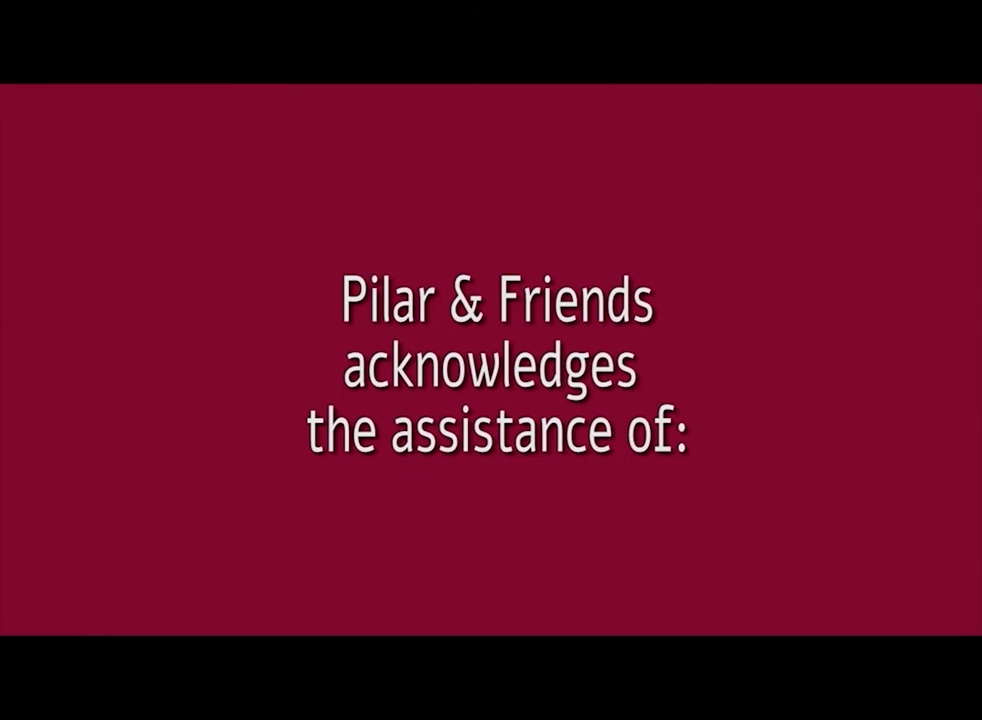 Pilar & Friends
acknowledges
the assistance of: